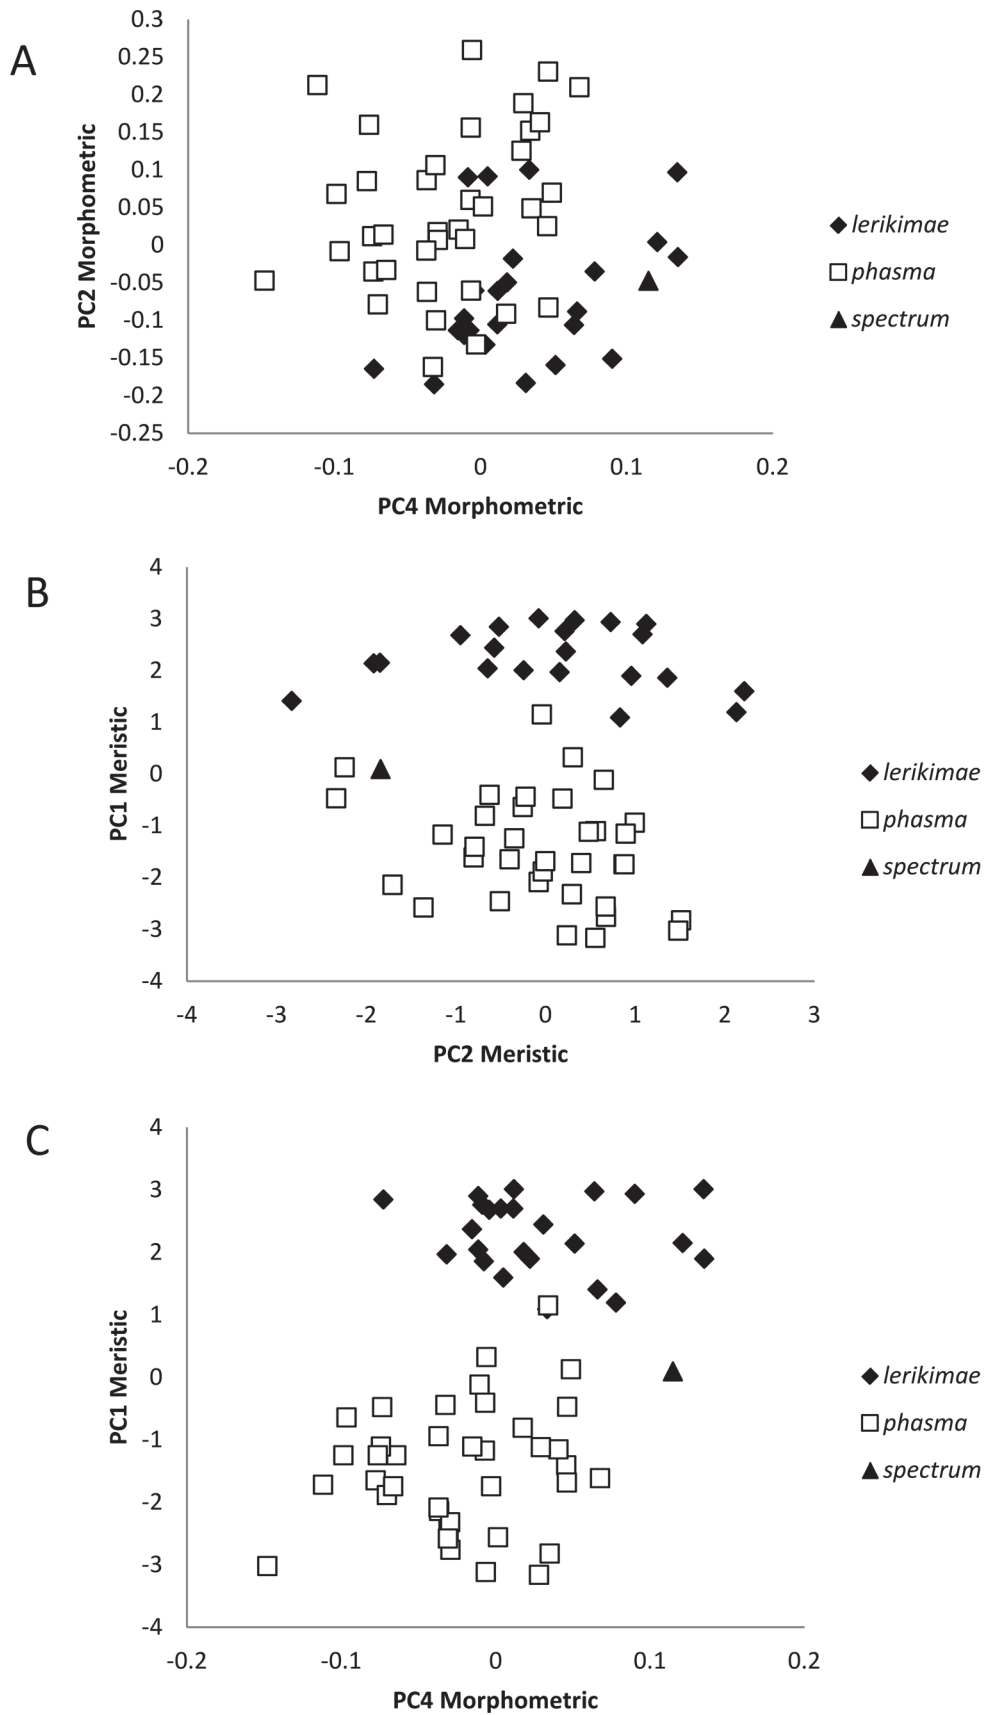 A
0.3
0.25
0.2
0.15
0.1
0.05
0
-0.05
-0.1
-0.15
-0.2
-0.25
PC2 Morphometric
-0.2 -0.1 0 0.1 0.2
PC4 Morphometric
lerikimae
phasma
spectrum
B
4
3
2
1
0
-1
-2
-3
-4
PC1 Meristic
-4 -3 -2 -1 0 1 2 3
PC2 Meristic
lerikimae
phasma
spectrum
C
4
3
2
1
0
-1
-2
-3
-4
PC1 Meristic
-0.2 -0.1 0 0.1 0.2
PC4 Morphometric
lerikimae
phasma
spectrum